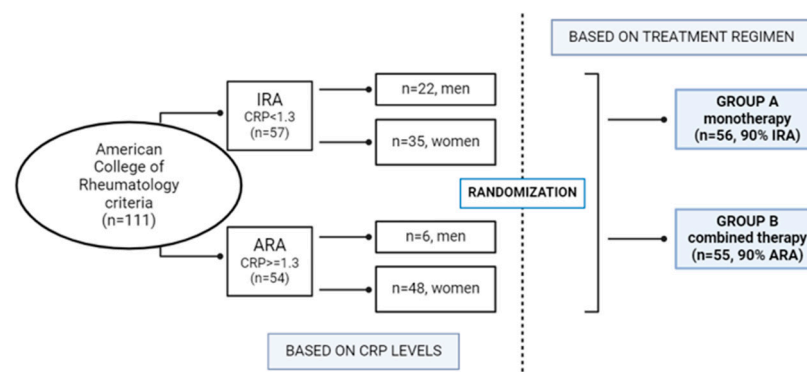 BASED ON TREATMENT REGIMEN
American
College of
Rheumatology
criteria
(n=111)
IRA
CRP<1.3
(n=57)
n=22, men
n=35, women
ARA
CRP>=1.3
(n=54)
n=6, men
n=48, women
BASED ON CRP LEVELS
RANDOMIZATION
GROUP A
monotherapy
(n=56, 90% IRA)
GROUP B
combined therapy
(n=55, 90% ARA)